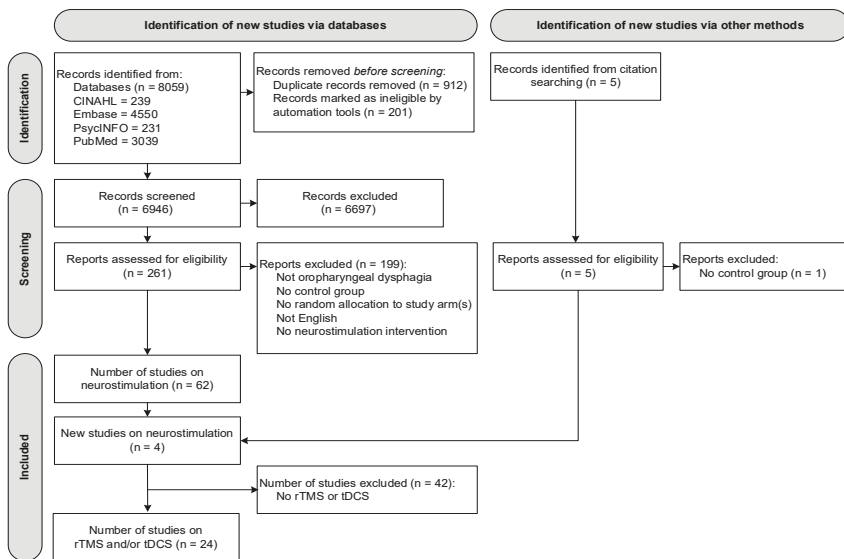 Identification of new studies via databases
Identification of new studies via other methods
Identification
Records identified from:
Databases (n = 8059)
CINAHL = 239
Embase = 4550
PsycINFO = 231
PubMed = 3039
Records removed before screening:
Duplicate records removed (n = 912)
Records marked as ineligible by
automation tools (n = 201)
Records identified from citation
searching (n = 5)
Screening
Records screened
(n = 6946)
Records excluded
(n = 6697)
Reports assessed for eligibility
(n = 261)
Reports excluded (n = 199):
Not oropharyngeal dysphagia
No control group
No random allocation to study arm(s)
Not English
No neurostimulation intervention
Reports assessed for eligibility
(n = 5)
Reports excluded:
No control group (n = 1)
Included
Number of studies on
neurostimulation (n = 62)
New studies on neurostimulation
(n = 4)
Number of studies excluded (n = 42):
No rTMS or tDCS
Number of studies on
rTMS and/or tDCS (n = 24)